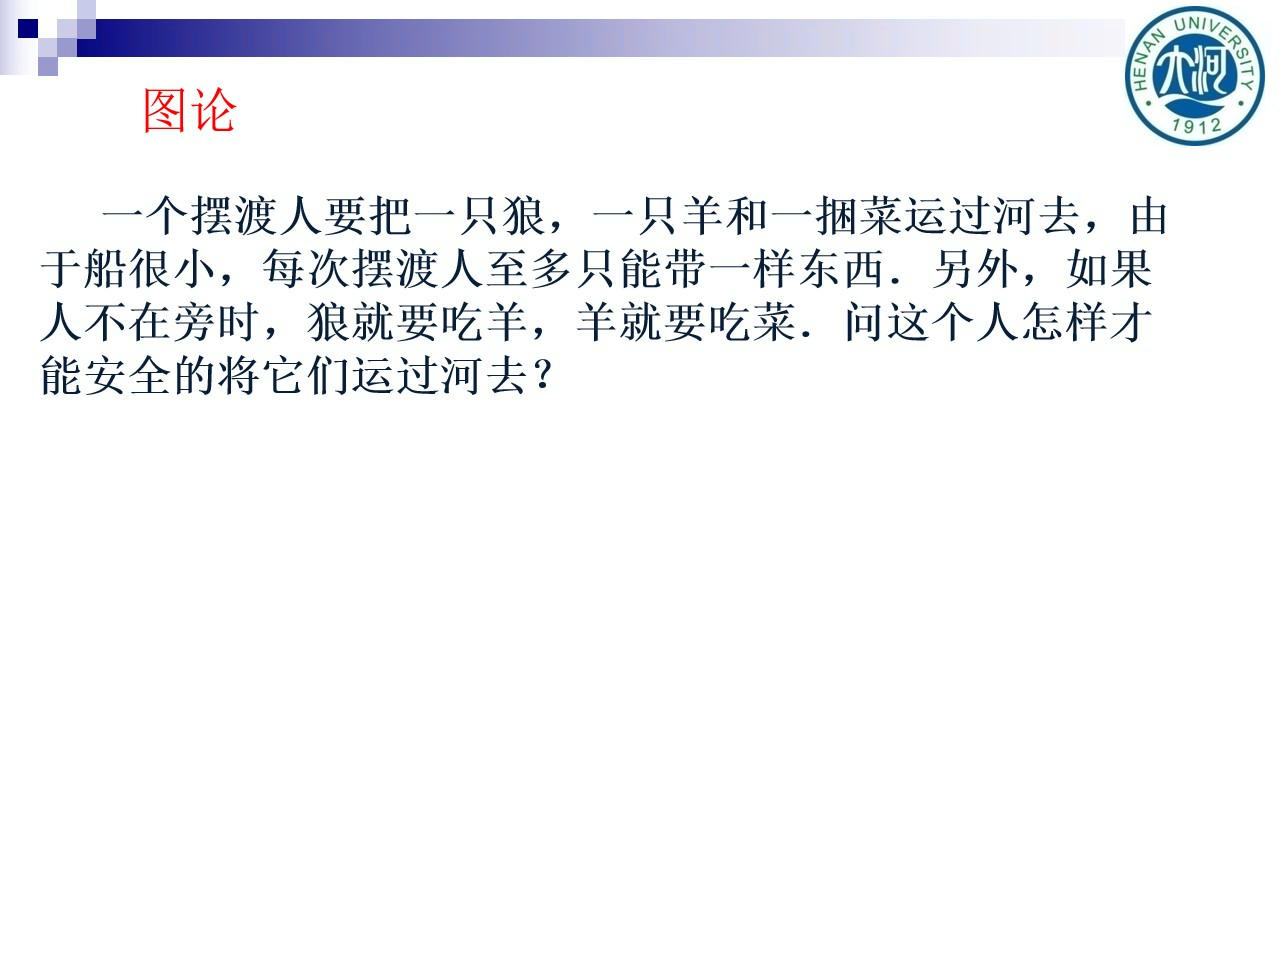 HENAN UNIVERSITY
大河
1912
图论
一个摆渡人要把一只狼，一只羊和一捆菜运过河去，由
于船很小，每次摆渡人至多只能带一样东西．另外，如果
人不在旁时，狼就要吃羊，羊就要吃菜．问这个人怎样才
能安全的将它们运过河去？